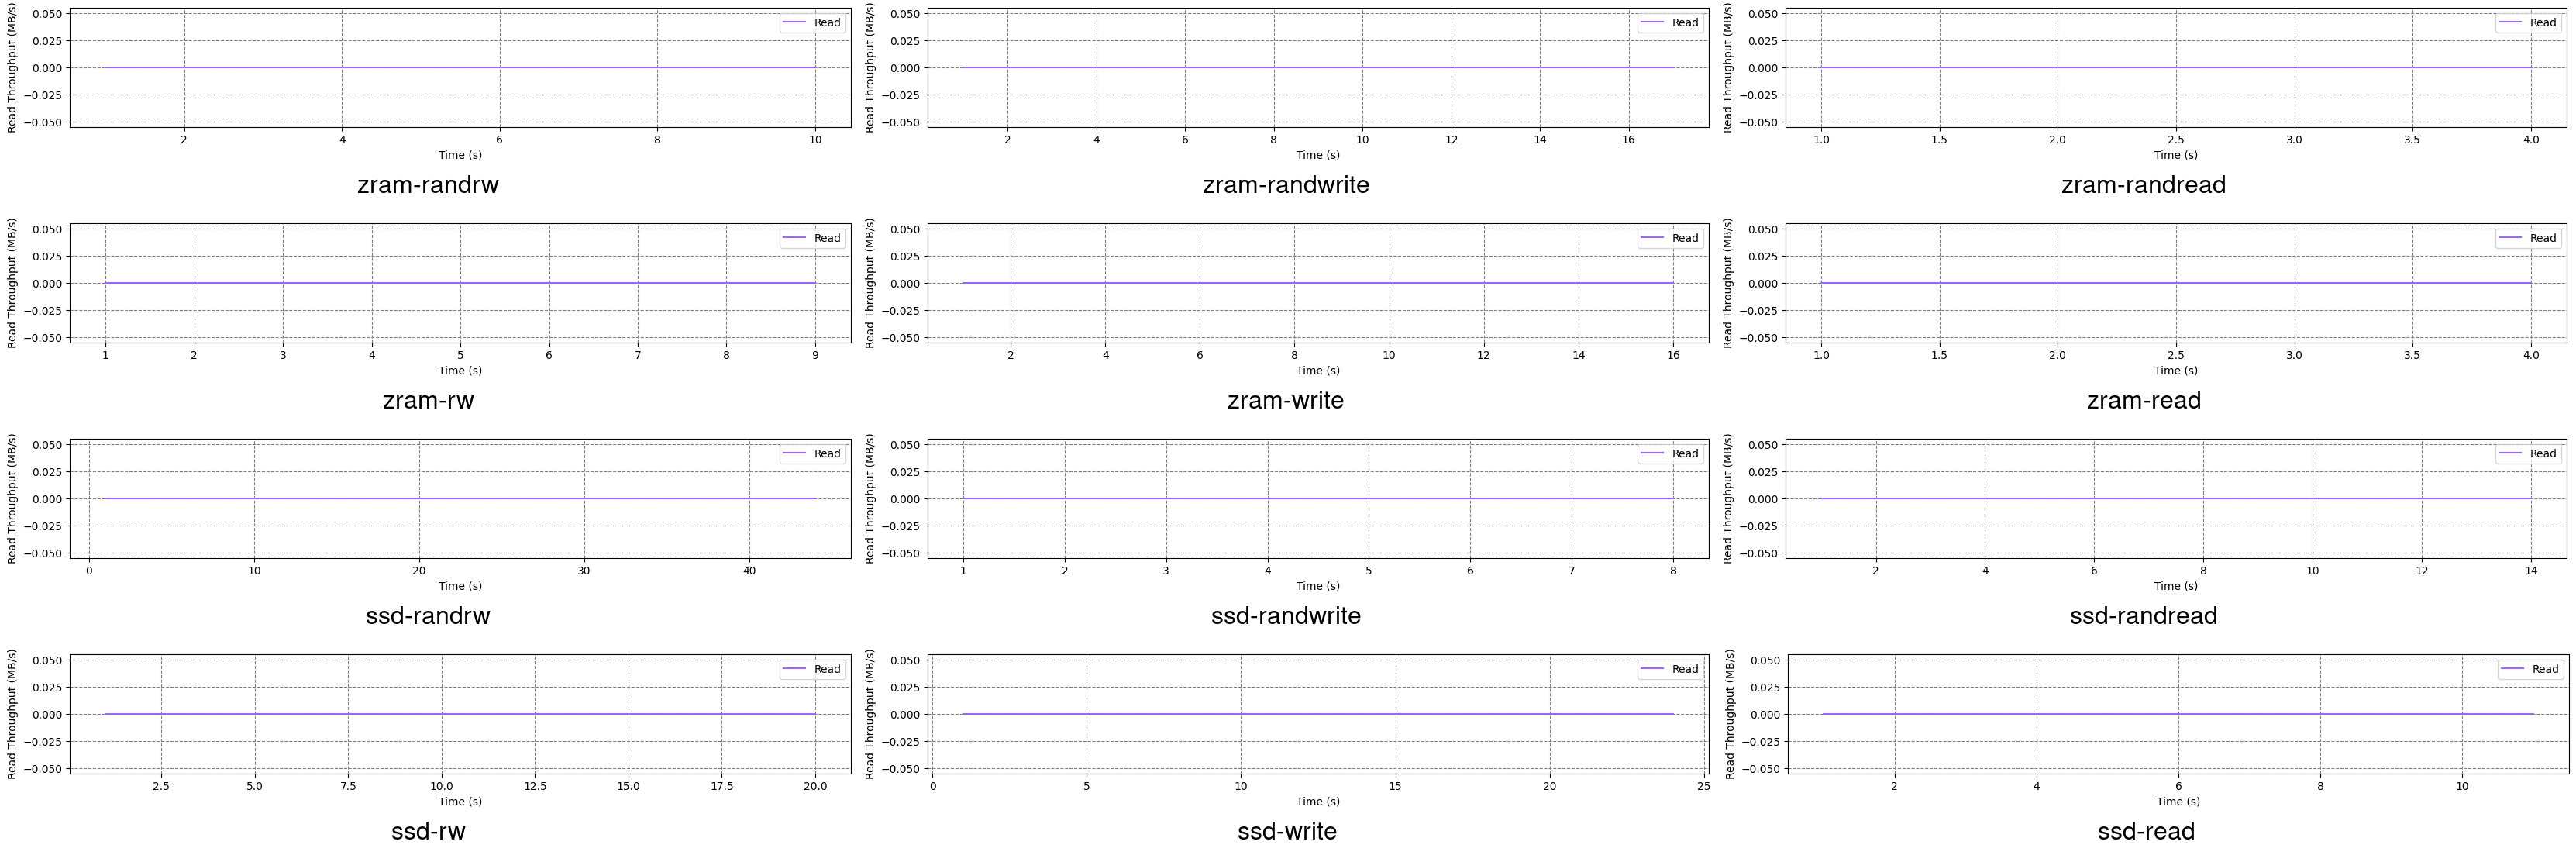 Read Throughput (MB/s)
0.050
0.025
0.000
−0.025
−0.050
Read
2 4 6 8 10
Time (s)
zram-randrw
Read Throughput (MB/s)
0.050
0.025
0.000
−0.025
−0.050
Read
2 4 6 8 10 12 14 16
Time (s)
zram-randwrite
Read Throughput (MB/s)
0.050
0.025
0.000
−0.025
−0.050
Read
1.0 1.5 2.0 2.5 3.0 3.5 4.0
Time (s)
zram-randread
Read Throughput (MB/s)
0.050
0.025
0.000
−0.025
−0.050
Read
1 2 3 4 5 6 7 8 9
Time (s)
zram-rw
Read Throughput (MB/s)
0.050
0.025
0.000
−0.025
−0.050
Read
2 4 6 8 10 12 14 16
Time (s)
zram-write
Read Throughput (MB/s)
0.050
0.025
0.000
−0.025
−0.050
Read
1.0 1.5 2.0 2.5 3.0 3.5 4.0
Time (s)
zram-read
Read Throughput (MB/s)
0.050
0.025
0.000
−0.025
−0.050
Read
0 10 20 30 40
Time (s)
ssd-randrw
Read Throughput (MB/s)
0.050
0.025
0.000
−0.025
−0.050
Read
1 2 3 4 5 6 7 8
Time (s)
ssd-randwrite
Read Throughput (MB/s)
0.050
0.025
0.000
−0.025
−0.050
Read
2 4 6 8 10 12 14
Time (s)
ssd-randread
Read Throughput (MB/s)
0.050
0.025
0.000
−0.025
−0.050
Read
2.5 5.0 7.5 10.0 12.5 15.0 17.5 20.0
Time (s)
ssd-rw
Read Throughput (MB/s)
0.050
0.025
0.000
−0.025
−0.050
Read
0 5 10 15 20 25
Time (s)
ssd-write
Read Throughput (MB/s)
0.050
0.025
0.000
−0.025
−0.050
Read
2 4 6 8 10
Time (s)
ssd-read